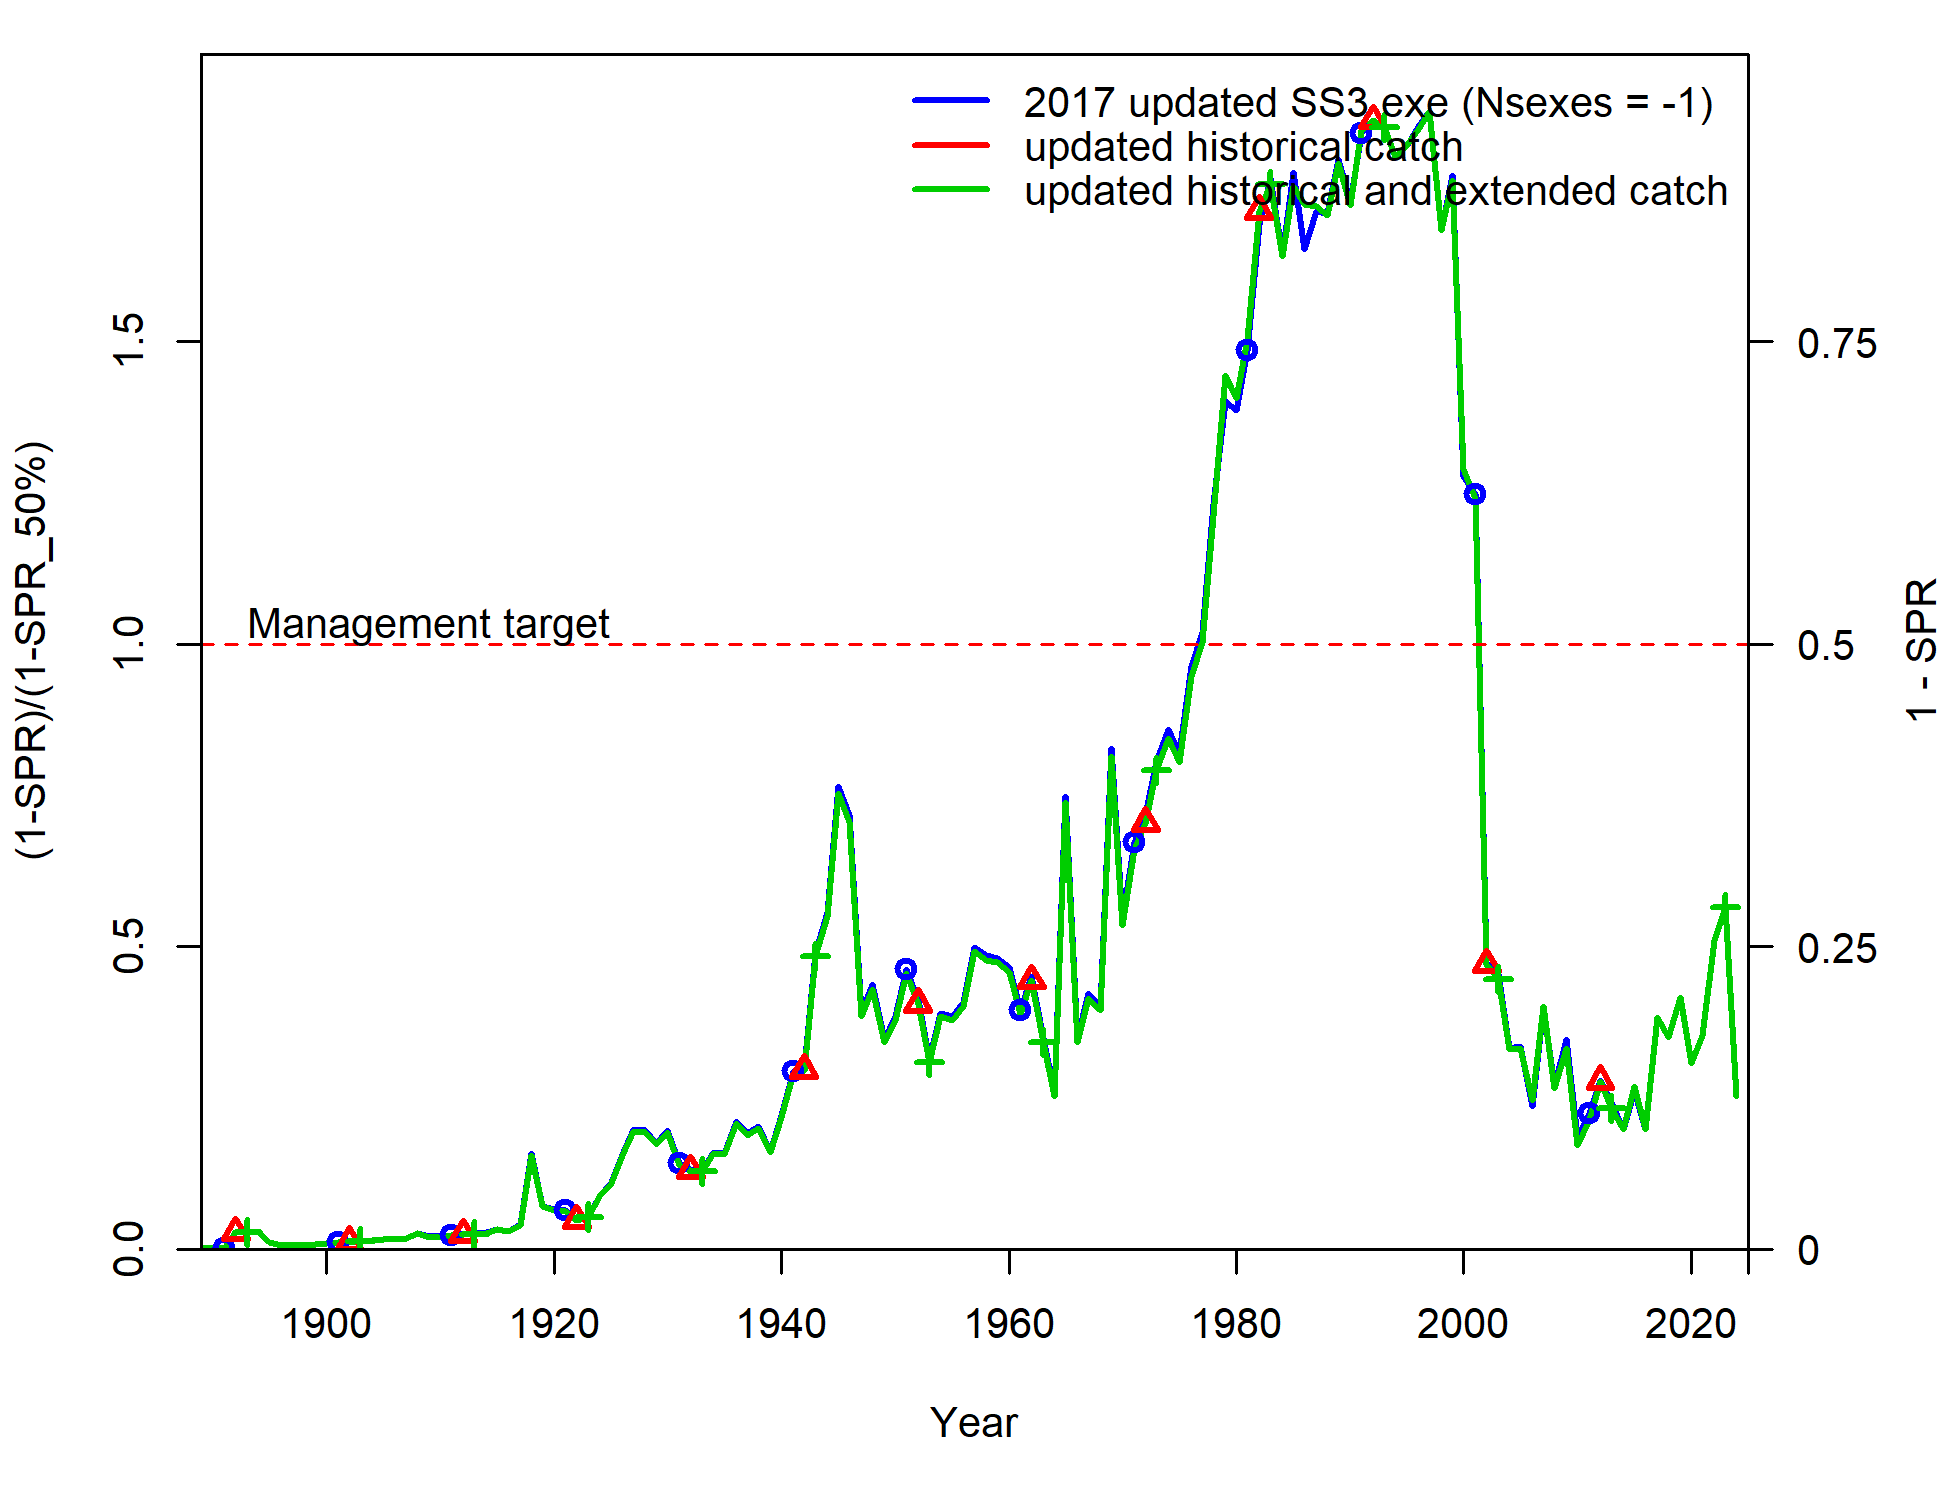 2017 updated SS3 exe (Nsexes = -1)
updated historical catch
updated historical and extended catch
Management target
(1-SPR)/(1-SPR_50%)
0.0
0.5
1.0
1.5
1 - SPR
0.75
0.5
0.25
0
1900
1920
1940
1960
1980
2000
2020
Year